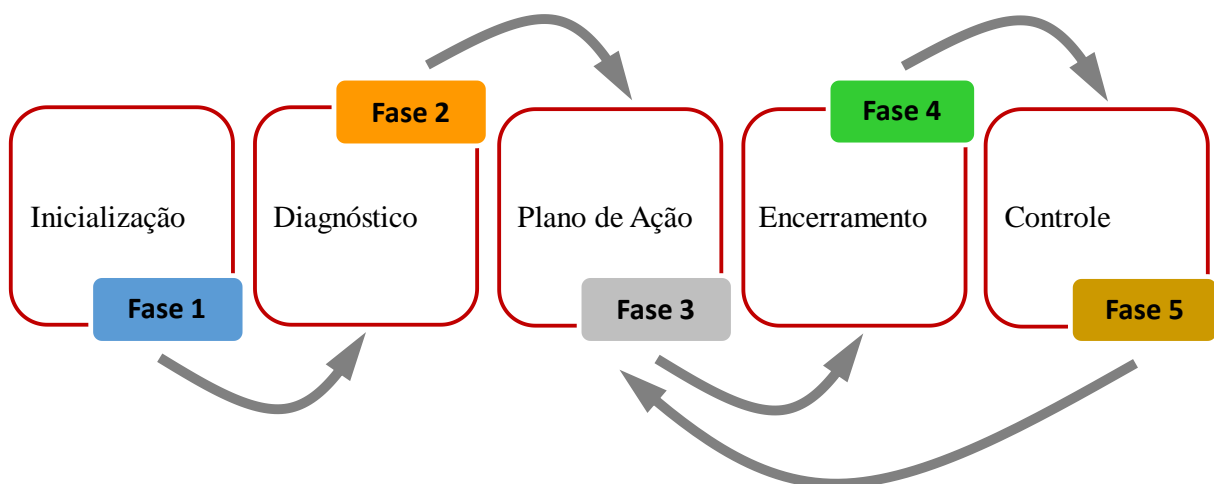 Inicialização
Fase 1
Diagnóstico
Fase 2
Plano de Ação
Fase 3
Encerramento
Fase 4
Controle
Fase 5